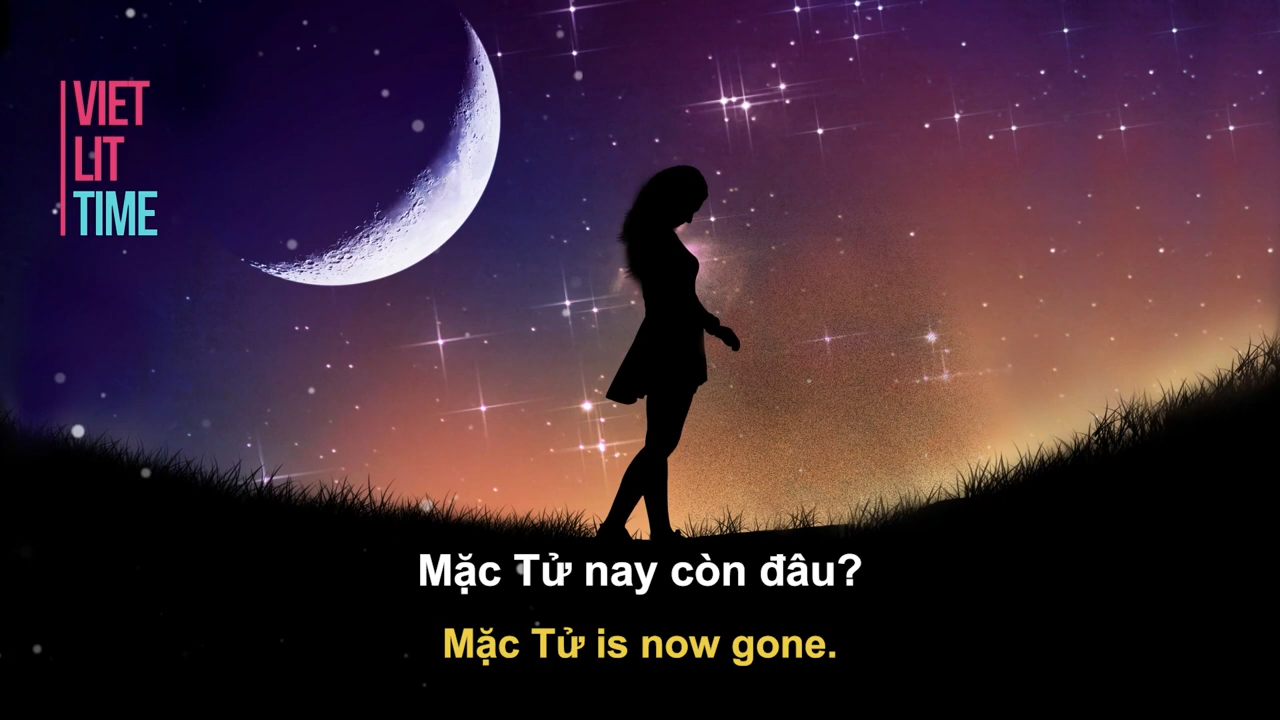 VIET
LIT
TIME
Mặc Tử nay còn đâu?
Mặc Tử is now gone.